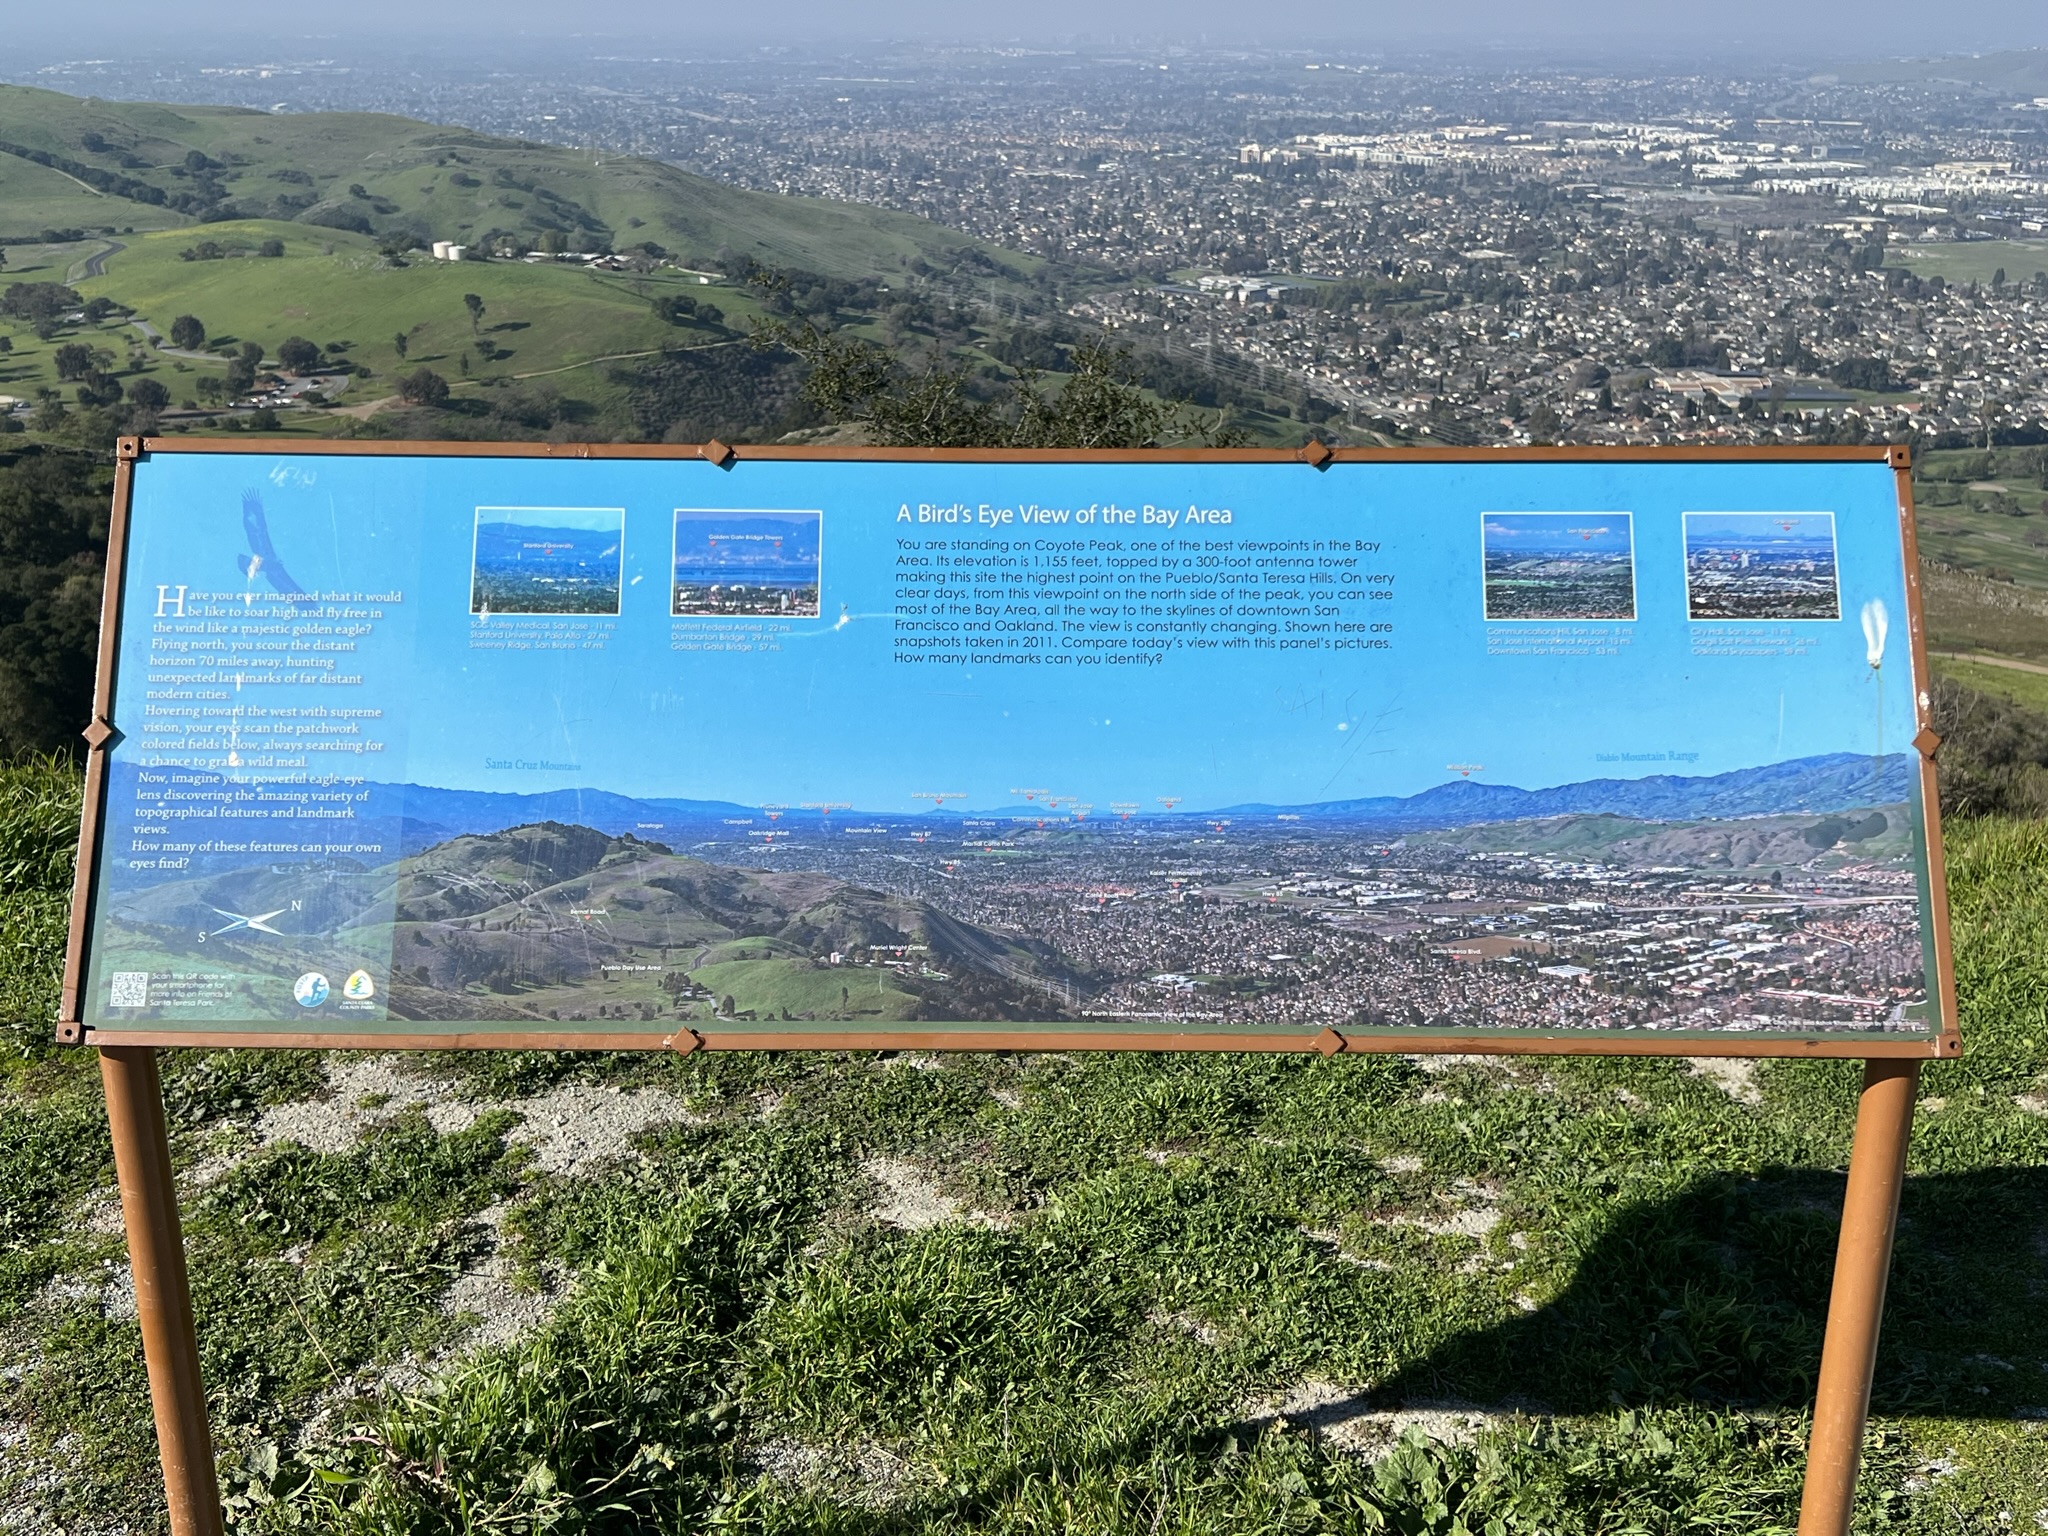 Have you ever imagined what it would
be like to soar high and fly free in
the wind like a majestic golden eagle?
Flying north, you scour the distant
horizon 70 miles away, hunting
unexpected landmarks of far distant
modern cities.
Hovering toward the west with supreme
vision, your eyes scan the patchwork
colored fields below, always searching for
a chance to grab a wild meal.
Now, imagine your powerful eagle-eye
lens discovering the amazing variety of
topographical features and landmark
views.
How many of these features can your own
eyes find?
N
S
Scan this QR code with
your smartphone for
more info on Friends of
Santa Teresa Park.
SANTA CLARA
COUNTY PARKS
Stanford University
SCC Valley Medical, San Jose - 11 mi.
Stanford University, Palo Alto - 27 mi.
Sweeney Ridge, San Bruno - 47 mi.
Golden Gate Bridge Towers
Moffett Federal Airfield - 22 mi.
Dumbarton Bridge - 29 mi.
Golden Gate Bridge - 57 mi.
A Bird's Eye View of the Bay Area
You are standing on Coyote Peak, one of the best viewpoints in the Bay
Area. Its elevation is 1,155 feet, topped by a 300-foot antenna tower
making this site the highest point on the Pueblo/Santa Teresa Hills. On very
clear days, from this viewpoint on the north side of the peak, you can see
most of the Bay Area, all the way to the skylines of downtown San
Francisco and Oakland. The view is constantly changing. Shown here are
snapshots taken in 2011. Compare today's view with this panel's pictures.
How many landmarks can you identify?
San Francisco
Communications Hill, San Jose - 8 mi.
San Jose International Airport - 13 mi.
Downtown San Francisco - 53 mi.
Oakland
City Hall, San Jose - 11 mi.
Cargill Salt Piles, Newark - 26 mi.
Oakland Skyscrapers
Santa Cruz Mountains
Diablo Mountain Range
Mission Peak
San Bruno Mountain
Mt. Tamalpais
San Francisco
Oakland
Stanford University
Towers
San Jose
Airport
Downtown
San Jose
Saratoga
Campbell
Oakridge Mall
Mountain View
Hwy 87
Santa Clara
Communications Hill
Hwy 280
Milpitas
Martial Cottle Park
Hwy 85
Hwy 101
Kaiser Permanente
Hospital
Bernal Road
Muriel Wright Center
Pueblo Day Use Area
Santa Teresa Blvd.
90° North Eastern Panoramic View of the Bay Area